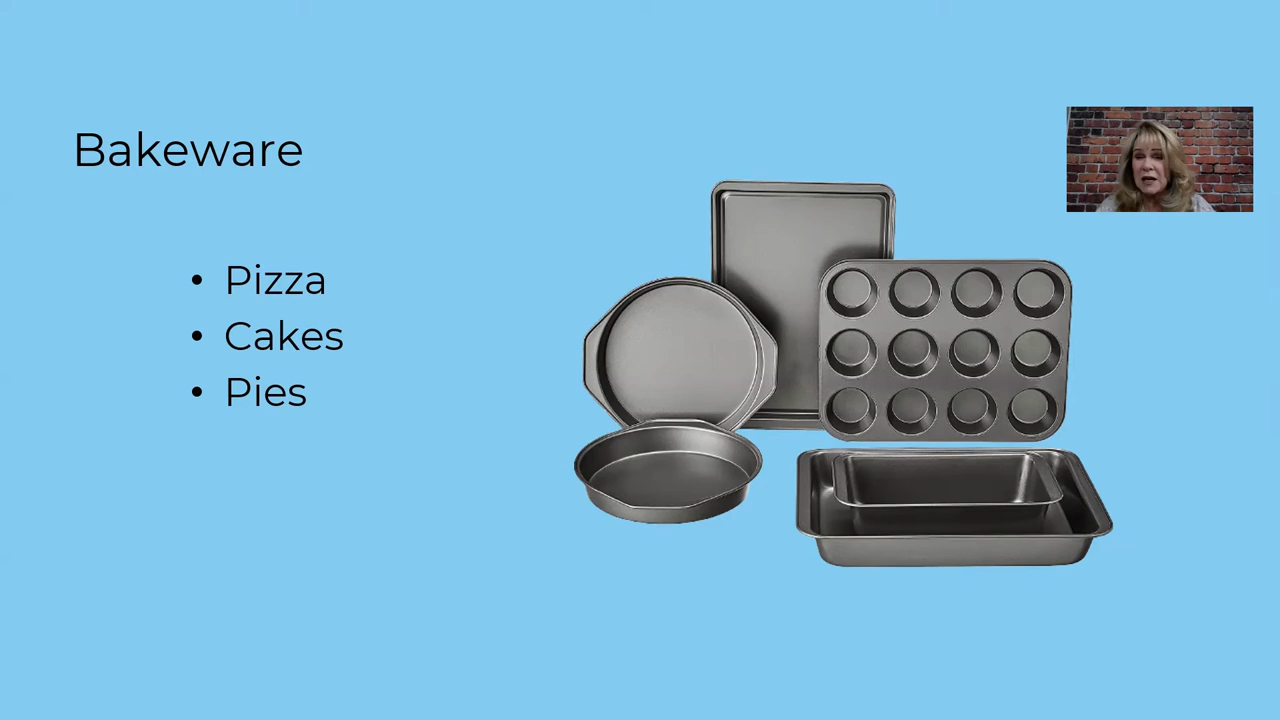 Bakeware
• Pizza
• Cakes
• Pies